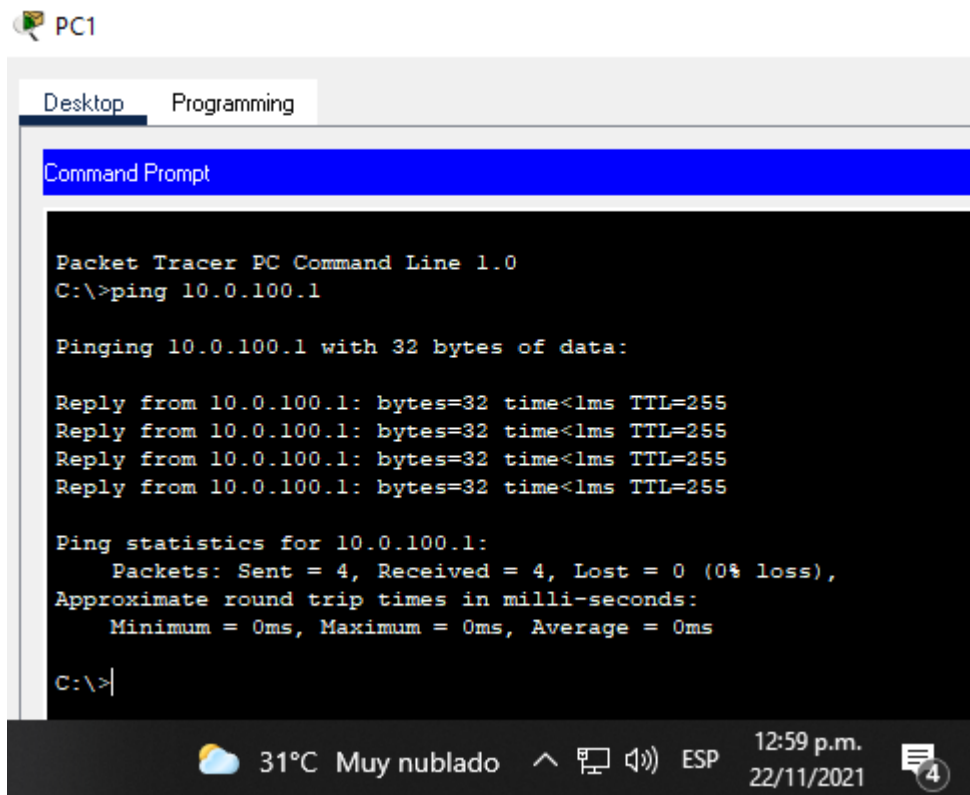 PC1
Desktop Programming
Command Prompt
Packet Tracer PC Command Line 1.0
C:\>ping 10.0.100.1
Pinging 10.0.100.1 with 32 bytes of data:
Reply from 10.0.100.1: bytes=32 time<1ms TTL=255
Reply from 10.0.100.1: bytes=32 time<1ms TTL=255
Reply from 10.0.100.1: bytes=32 time<1ms TTL=255
Reply from 10.0.100.1: bytes=32 time<1ms TTL=255
Ping statistics for 10.0.100.1:
Packets: Sent = 4, Received = 4, Lost = 0 (0% loss),
Approximate round trip times in milli-seconds:
Minimum = 0ms, Maximum = 0ms, Average = 0ms
C:\>
31°C Muy nublado ESP 12:59 p.m.
22/11/2021
4